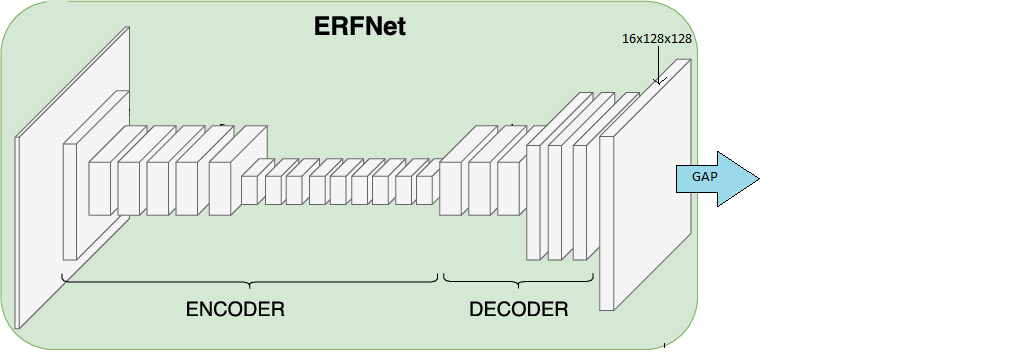 ERFNet
16x128x128
GAP
ENCODER
DECODER